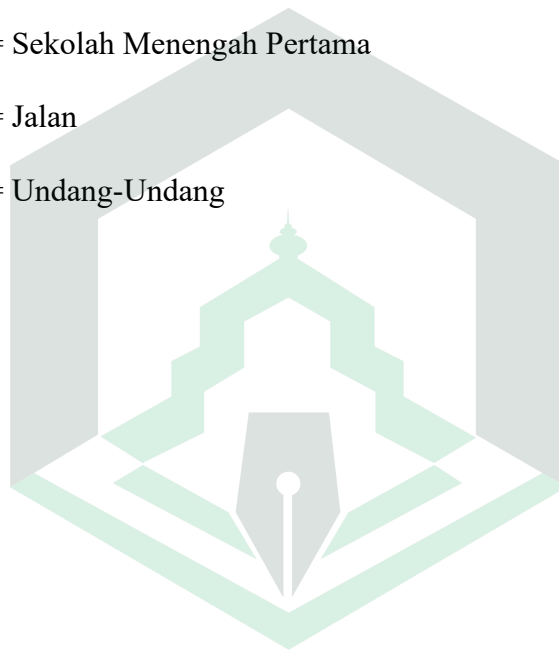 = Sekolah Menengah Pertama
= Jalan
= Undang-Undang